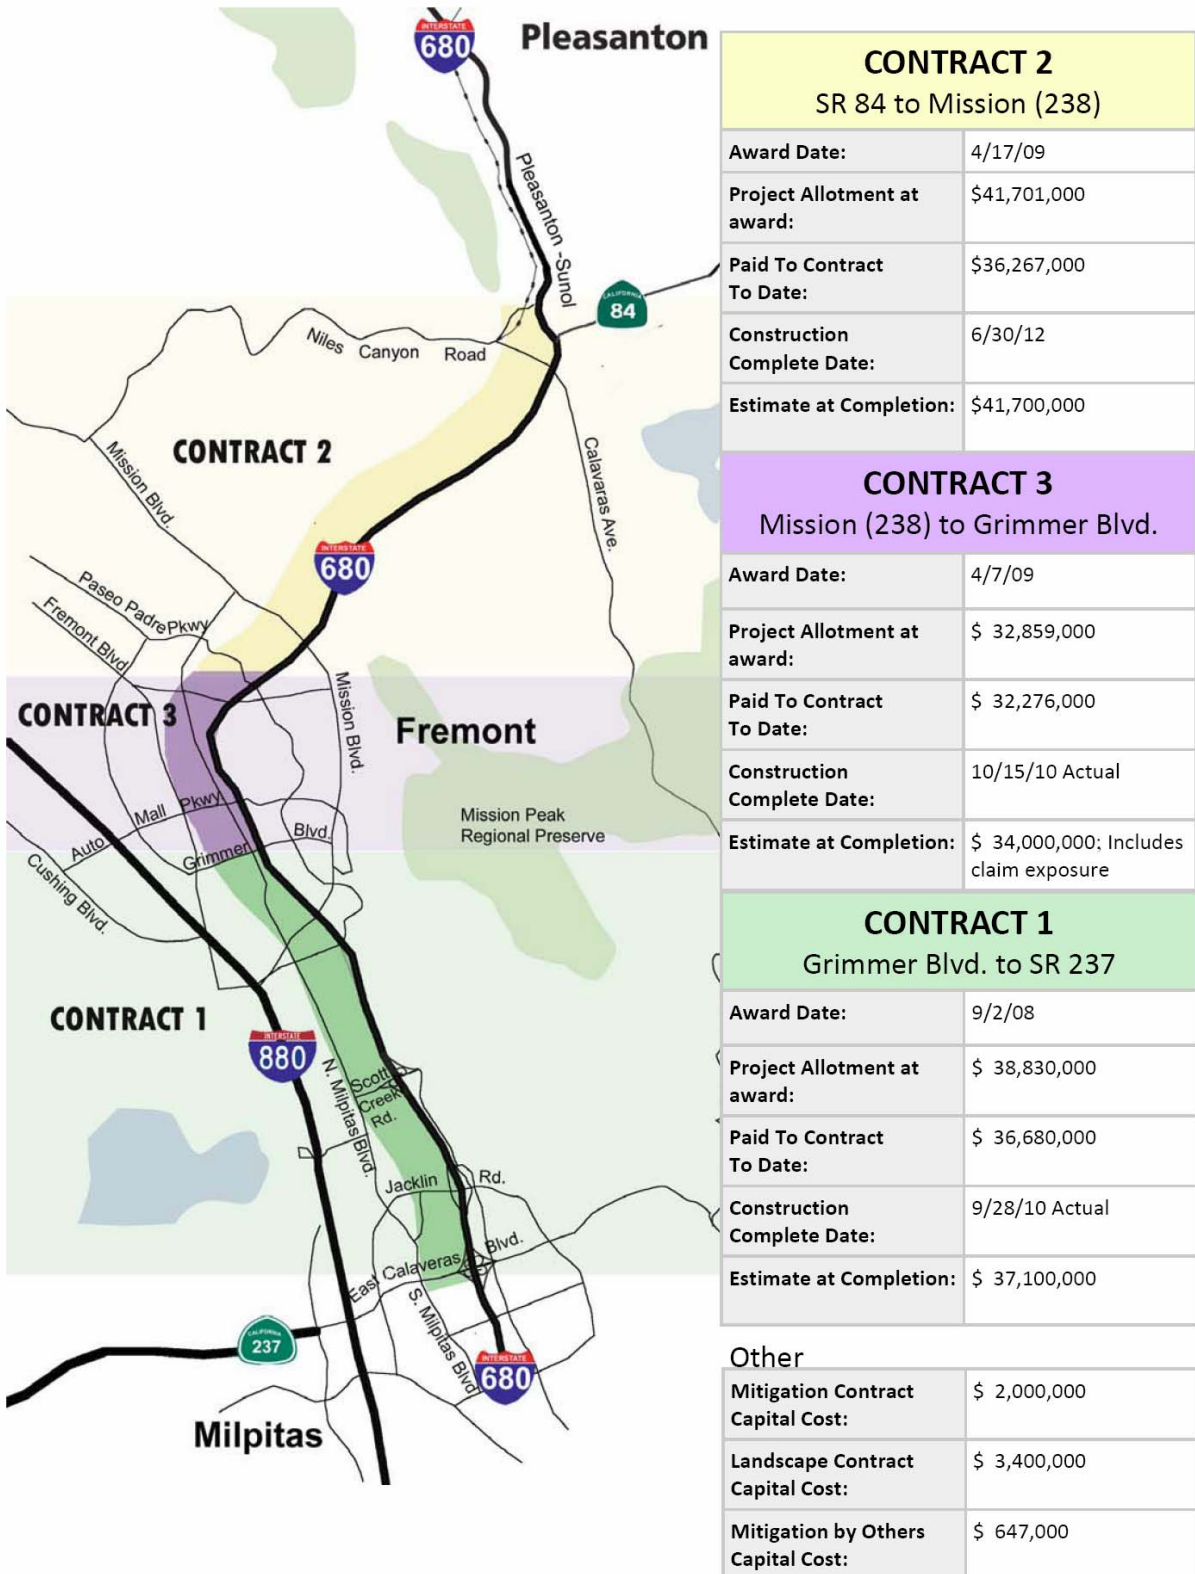 INTERSTATE
680
Pleasanton
Pleasanton -Sunol
CALIFORNIA
84
Niles Canyon Road
CONTRACT 2
Mission Blvd.
Calavaras Ave.
INTERSTATE
680
Paseo Padre Pkwy
Fremont Blvd
CONTRACT 3
Mission Blvd.
Fremont
Auto Mall Pkwy
Mission Peak
Regional Preserve
Grimmer Blvd.
Cushing Blvd.
CONTRACT 1
INTERSTATE
880
N. Milpitas Blvd.
Scott
Creek
Rd.
Jacklin Rd.
East Calaveras Blvd.
S. Milpitas Blvd
CALIFORNIA
237
INTERSTATE
680
Milpitas
CONTRACT 2
SR 84 to Mission (238)
Award Date: 4/17/09
Project Allotment at $41,701,000
award:
Paid To Contract $36,267,000
To Date:
Construction 6/30/12
Complete Date:
Estimate at Completion: $41,700,000
CONTRACT 3
Mission (238) to Grimmer Blvd.
Award Date: 4/7/09
Project Allotment at $ 32,859,000
award:
Paid To Contract $ 32,276,000
To Date:
Construction 10/15/10 Actual
Complete Date:
Estimate at Completion: $ 34,000,000; Includes
claim exposure
CONTRACT 1
Grimmer Blvd. to SR 237
Award Date: 9/2/08
Project Allotment at $ 38,830,000
award:
Paid To Contract $ 36,680,000
To Date:
Construction 9/28/10 Actual
Complete Date:
Estimate at Completion: $ 37,100,000
Other
Mitigation Contract $ 2,000,000
Capital Cost:
Landscape Contract $ 3,400,000
Capital Cost:
Mitigation by Others $ 647,000
Capital Cost: